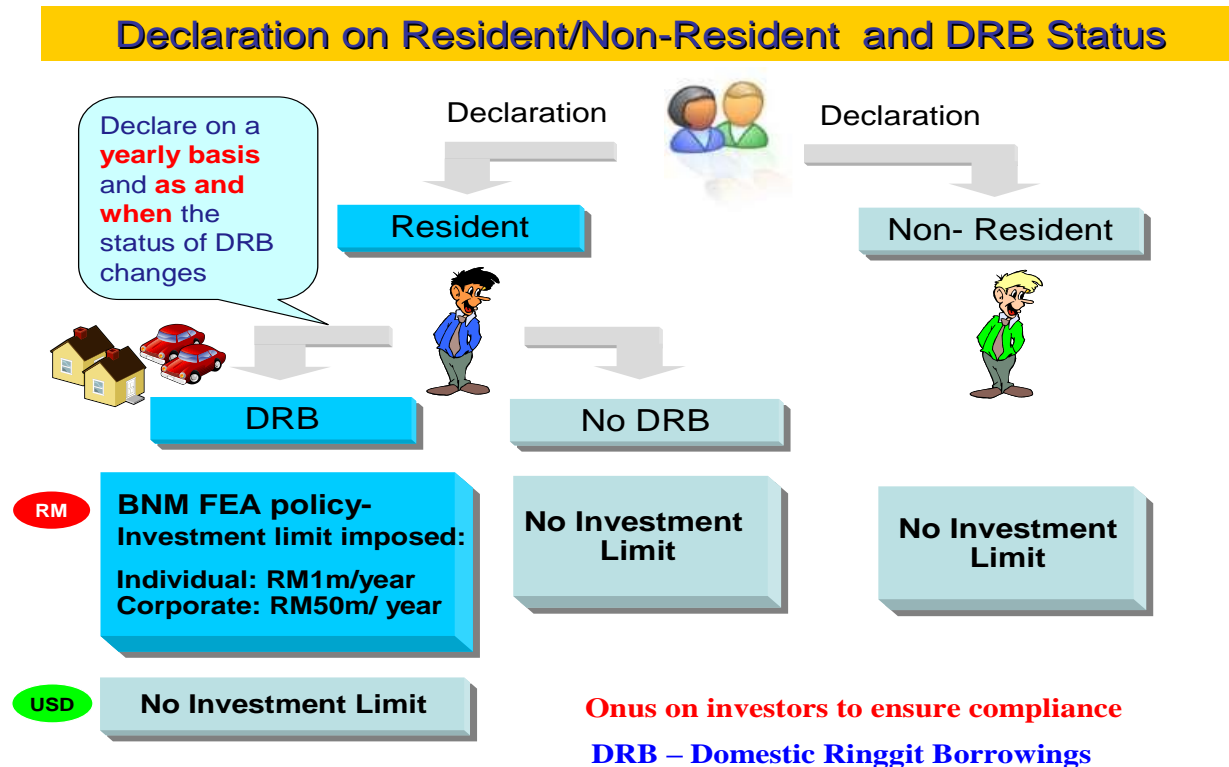 Declaration on Resident/Non-Resident and DRB Status
Declare on a
yearly basis
and as and
when the
status of DRB
changes
Declaration
Declaration
Resident
Non- Resident
DRB
No DRB
RM
BNM FEA policy-
Investment limit imposed:
Individual: RM1m/year
Corporate: RM50m/ year
No Investment
Limit
No Investment
Limit
USD
No Investment Limit
Onus on investors to ensure compliance
DRB – Domestic Ringgit Borrowings